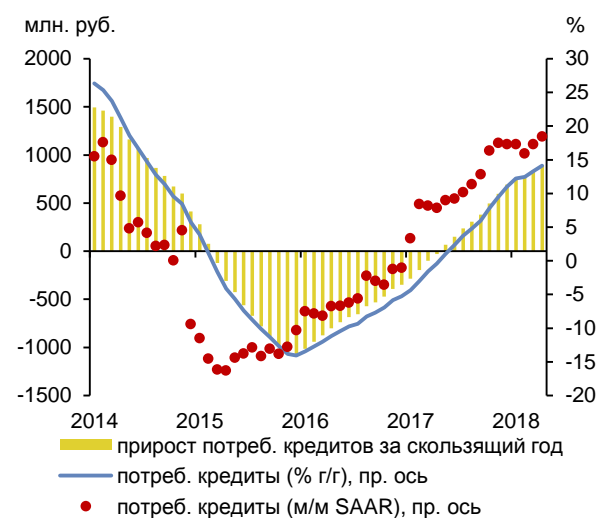 млн. руб. %
2000 30
1500 25
1000 20
500 15
0 10
-500 5
-1000 0
-1500 -5
-10
-15
-20
2014 2015 2016 2017 2018
прирост потреб. кредитов за скользящий год
потреб. кредиты (% г/г), пр. ось
потреб. кредиты (м/м SAAR), пр. ось